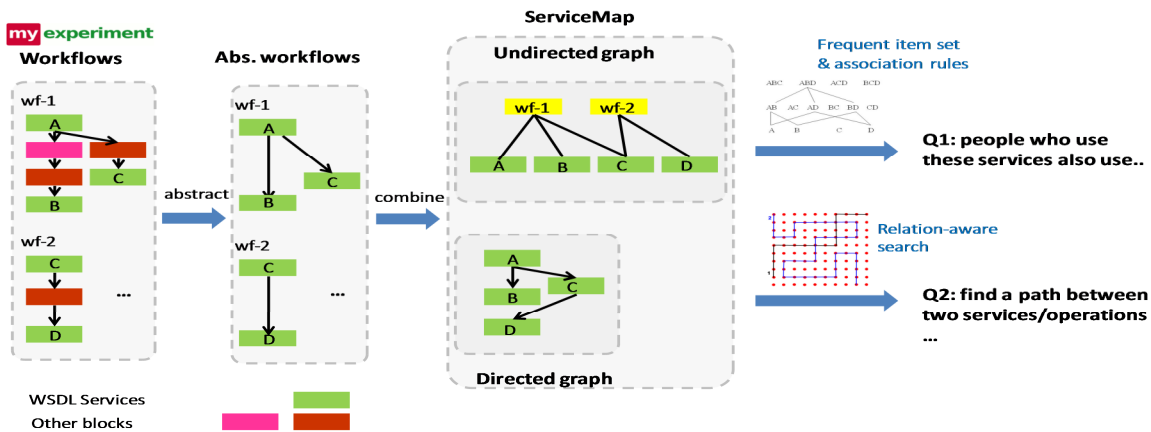 my experiment
Workflows
wf-1
A
C
B
wf-2
C
...
D
abstract
Abs. workflows
wf-1
A
C
B
wf-2
C
...
D
combine
ServiceMap
Undirected graph
wf-1 wf-2
A B C D
A
C
B
D
Directed graph
Frequent item set
& association rules
ABC ABD ACD BCD
AB AC AD BC BD CD
A B C D
Q1: people who use
these services also use..
Relation-aware
search
Q2: find a path between
two services/operations
...
WSDL Services
Other blocks